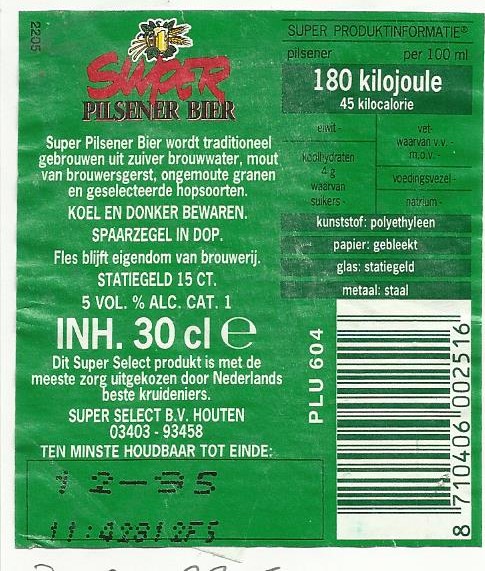 2205
SUPER
PILSENER BIER
Super Pilsener Bier wordt traditioneel
gebrouwen uit zuiver brouwwater, mout
van brouwersgerst, ongemoute granen
en geselecteerde hopsoorten.
KOEL EN DONKER BEWAREN.
SPAARZEGEL IN DOP.
Fles blijft eigendom van brouwerij.
STATIEGELD 15 CT.
5 VOL. % ALC. CAT. 1
INH. 30 cl e
Dit Super Select produkt is met de
meeste zorg uitgekozen door Nederlands
beste kruideniers.
SUPER SELECT B.V. HOUTEN
03403 - 93458
TEN MINSTE HOUDBAAR TOT EINDE:
12-95
SUPER PRODUKTINFORMATIE®
pilsener per 100 ml
180 kilojoule
45 kilocalorie
eiwit -
koolhydraten
4 g
waarvan
suikers -
vet-
waarvan v.v. -
m.o.v. -
voedingsvezel -
natrium -
kunststof: polyethyleen
papier: gebleekt
glas: statiegeld
metaal: staal
PLU 604
8 710406 002516